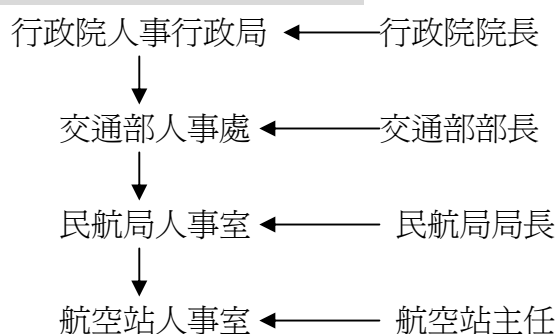 行政院人事行政局 行政院院長
交通部人事處 交通部部長
民航局人事室 民航局局長
航空站人事室 航空站主任